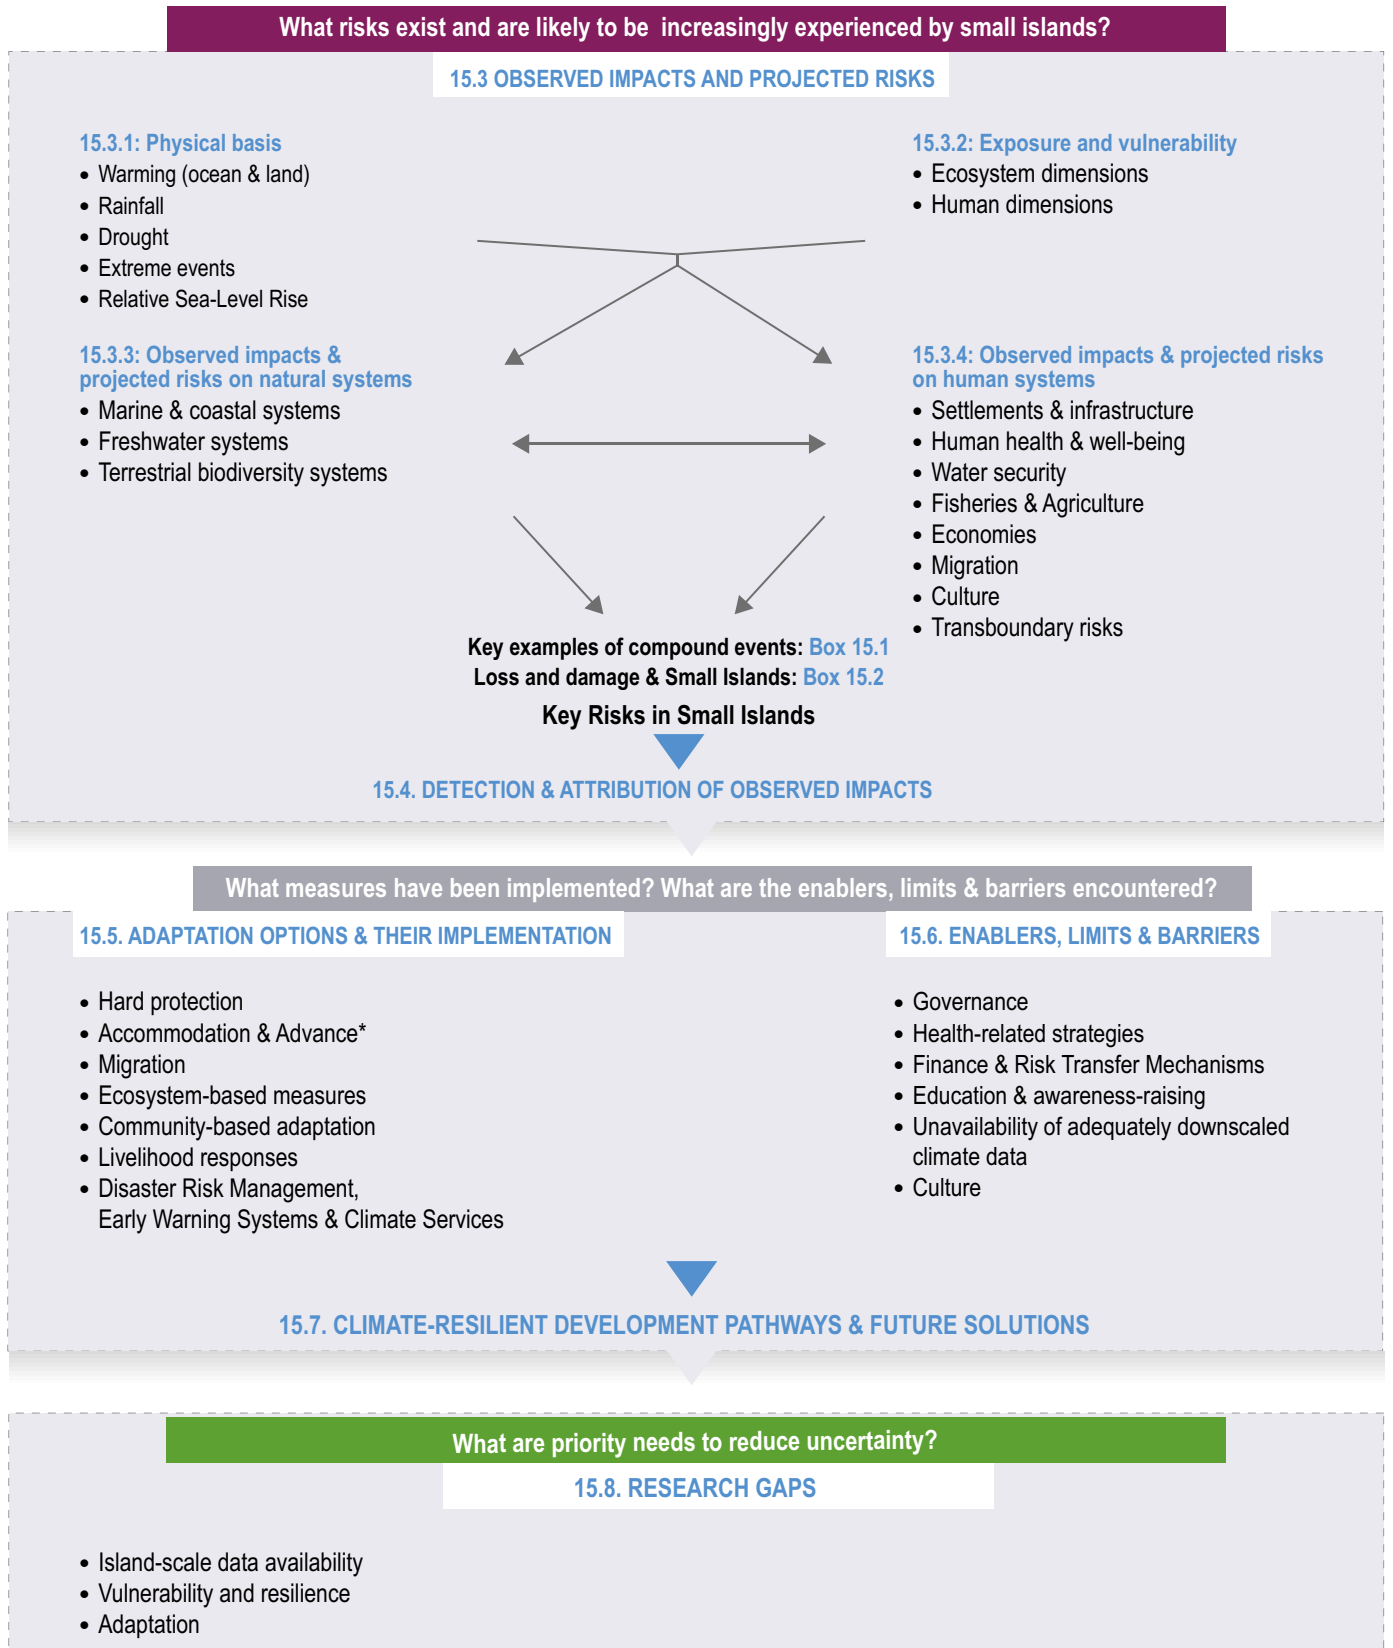 What risks exist and are likely to be increasingly experienced by small islands?
15.3 OBSERVED IMPACTS AND PROJECTED RISKS
15.3.1: Physical basis
• Warming (ocean & land)
• Rainfall
• Drought
• Extreme events
• Relative Sea-Level Rise
15.3.2: Exposure and vulnerability
• Ecosystem dimensions
• Human dimensions
15.3.3: Observed impacts &
projected risks on natural systems
• Marine & coastal systems
• Freshwater systems
• Terrestrial biodiversity systems
15.3.4: Observed impacts & projected risks
on human systems
• Settlements & infrastructure
• Human health & well-being
• Water security
• Fisheries & Agriculture
• Economies
• Migration
• Culture
• Transboundary risks
Key examples of compound events: Box 15.1
Loss and damage & Small Islands: Box 15.2
Key Risks in Small Islands
15.4. DETECTION & ATTRIBUTION OF OBSERVED IMPACTS
What measures have been implemented? What are the enablers, limits & barriers encountered?
15.5. ADAPTATION OPTIONS & THEIR IMPLEMENTATION
• Hard protection
• Accommodation & Advance*
• Migration
• Ecosystem-based measures
• Community-based adaptation
• Livelihood responses
• Disaster Risk Management,
Early Warning Systems & Climate Services
15.6. ENABLERS, LIMITS & BARRIERS
• Governance
• Health-related strategies
• Finance & Risk Transfer Mechanisms
• Education & awareness-raising
• Unavailability of adequately downscaled
climate data
• Culture
15.7. CLIMATE-RESILIENT DEVELOPMENT PATHWAYS & FUTURE SOLUTIONS
What are priority needs to reduce uncertainty?
15.8. RESEARCH GAPS
• Island-scale data availability
• Vulnerability and resilience
• Adaptation